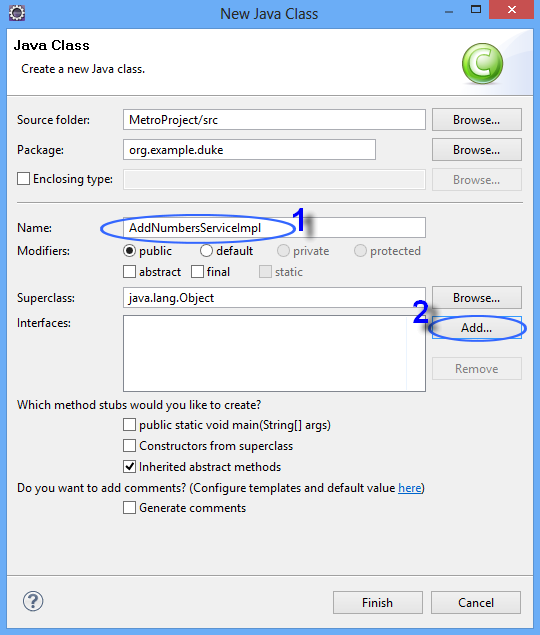 New Java Class
Java Class
Create a new Java class.
Source folder: MetroProject/src Browse...
Package: org.example.duke Browse...
Enclosing type: Browse...
Name: AddNumbersServiceImpl 1
Modifiers: public default private protected
abstract final static
Superclass: java.lang.Object Browse...
Interfaces: 2 Add...
Remove
Which method stubs would you like to create?
public static void main(String[] args)
Constructors from superclass
Inherited abstract methods
Do you want to add comments? (Configure templates and default value here)
Generate comments
? Finish Cancel